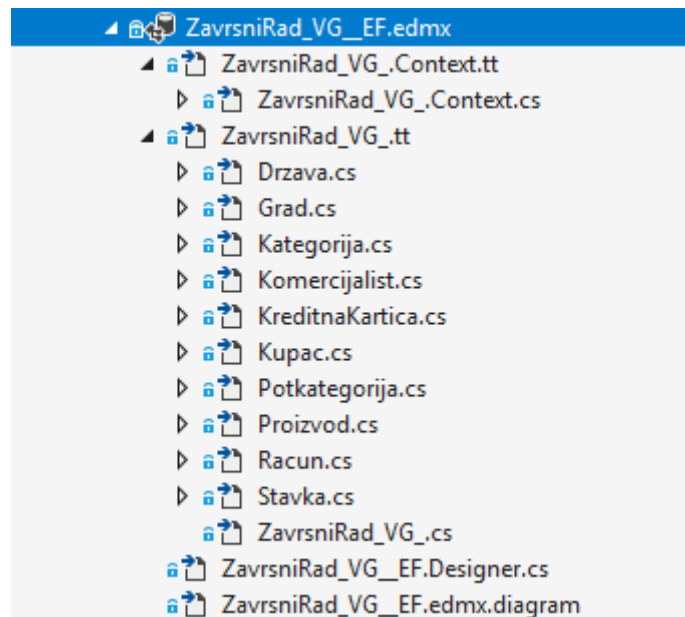 ZavrsniRad_VG__EF.edmx
ZavrsniRad_VG_.Context.tt
ZavrsniRad_VG_.Context.cs
ZavrsniRad_VG_.tt
Drzava.cs
Grad.cs
Kategorija.cs
Komercijalist.cs
KreditnaKartica.cs
Kupac.cs
Potkategorija.cs
Proizvod.cs
Racun.cs
Stavka.cs
ZavrsniRad_VG_.cs
ZavrsniRad_VG__EF.Designer.cs
ZavrsniRad_VG__EF.edmx.diagram